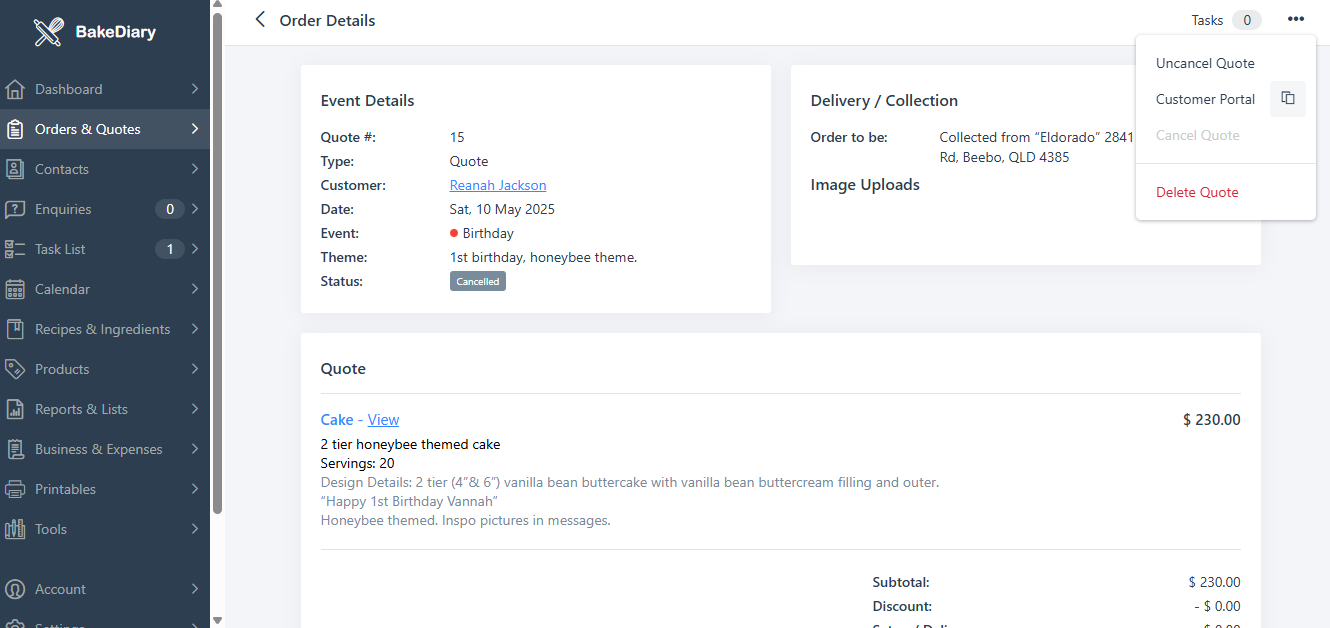 BakeDiary
Dashboard
Orders & Quotes
Contacts
Enquiries 0
Task List 1
Calendar
Recipes & Ingredients
Products
Reports & Lists
Business & Expenses
Printables
Tools
Account
Settings
Order Details
Tasks 0
Uncancel Quote
Customer Portal
Cancel Quote
Delete Quote
Event Details
Quote #: 15
Type: Quote
Customer: Reanah Jackson
Date: Sat, 10 May 2025
Event: Birthday
Theme: 1st birthday, honeybee theme.
Status: Cancelled
Delivery / Collection
Order to be: Collected from “Eldorado” 2841
Rd, Beebo, QLD 4385
Image Uploads
Quote
Cake - View $ 230.00
2 tier honeybee themed cake
Servings: 20
Design Details: 2 tier (4”& 6”) vanilla bean buttercake with vanilla bean buttercream filling and outer.
“Happy 1st Birthday Vannah”
Honeybee themed. Inspo pictures in messages.
Subtotal: $ 230.00
Discount: - $ 0.00
$ 0.00